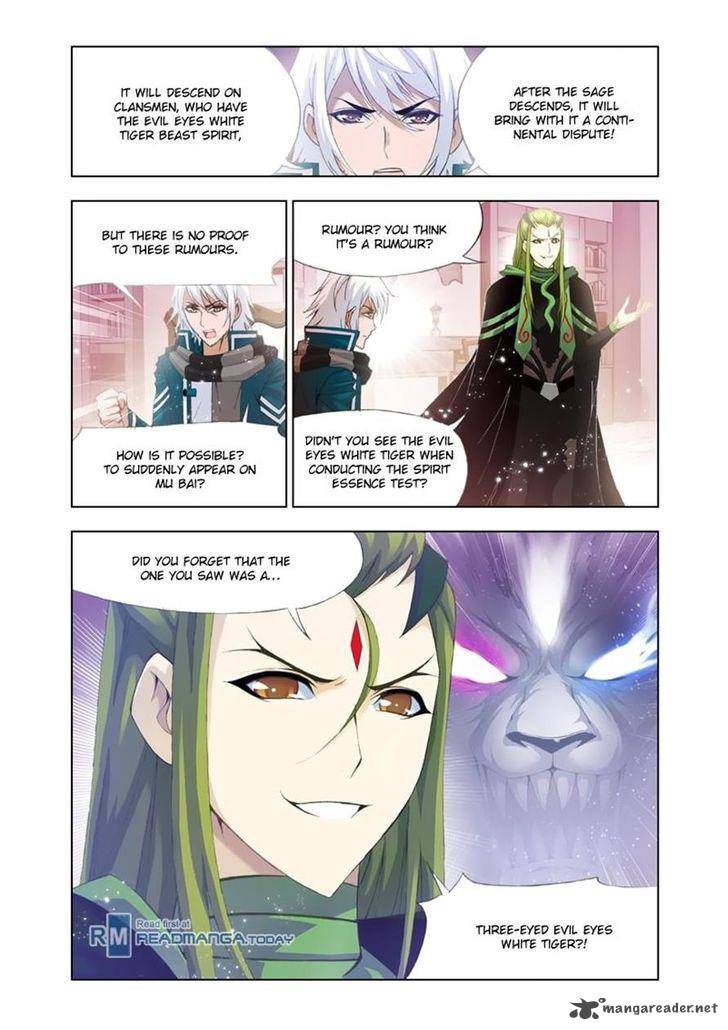 IT WILL DESCEND ON
CLANSMEN, WHO HAVE
THE EVIL EYES WHITE
TIGER BEAST SPIRIT,
AFTER THE SAGE
DESCENDS, IT WILL
BRING WITH IT A CONTI-
NENTAL DISPUTE!
BUT THERE IS NO PROOF
TO THESE RUMOURS.
HOW IS IT POSSIBLE?
TO SUDDENLY APPEAR ON
MU BAI?
RUMOUR? YOU THINK
IT'S A RUMOUR?
DIDN'T YOU SEE THE EVIL
EYES WHITE TIGER WHEN
CONDUCTING THE SPIRIT
ESSENCE TEST?
DID YOU FORGET THAT THE
ONE YOU SAW WAS A...
THREE-EYED EVIL EYES
WHITE TIGER?!
RM
Read first at
READMANGA.TODAY
mangareader.net